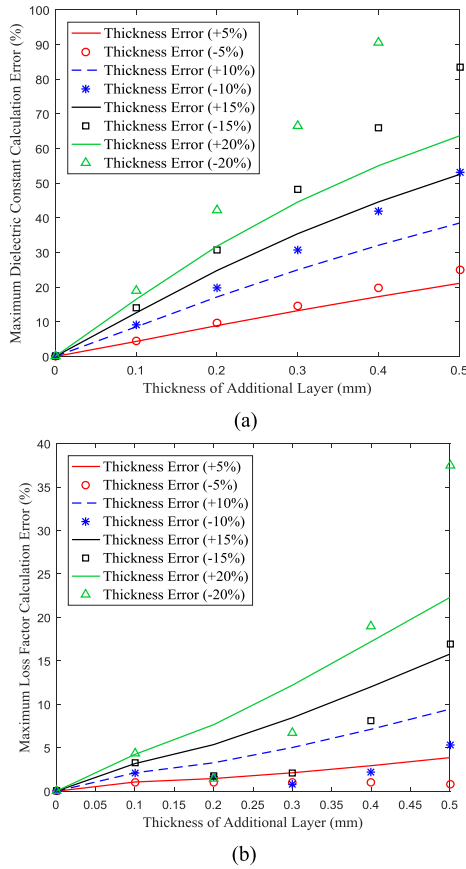 100
90
80
70
60
50
40
30
20
10
0
Maximum Dielectric Constant Calculation Error (%)
Thickness Error (+5%)
Thickness Error (-5%)
Thickness Error (+10%)
Thickness Error (-10%)
Thickness Error (+15%)
Thickness Error (-15%)
Thickness Error (+20%)
Thickness Error (-20%)
0 0.1 0.2 0.3 0.4 0.5
Thickness of Additional Layer (mm)
(a)
40
35
30
25
20
15
10
5
0
Maximum Loss Factor Calculation Error (%)
Thickness Error (+5%)
Thickness Error (-5%)
Thickness Error (+10%)
Thickness Error (-10%)
Thickness Error (+15%)
Thickness Error (-15%)
Thickness Error (+20%)
Thickness Error (-20%)
0 0.05 0.1 0.15 0.2 0.25 0.3 0.35 0.4 0.45 0.5
Thickness of Additional Layer (mm)
(b)